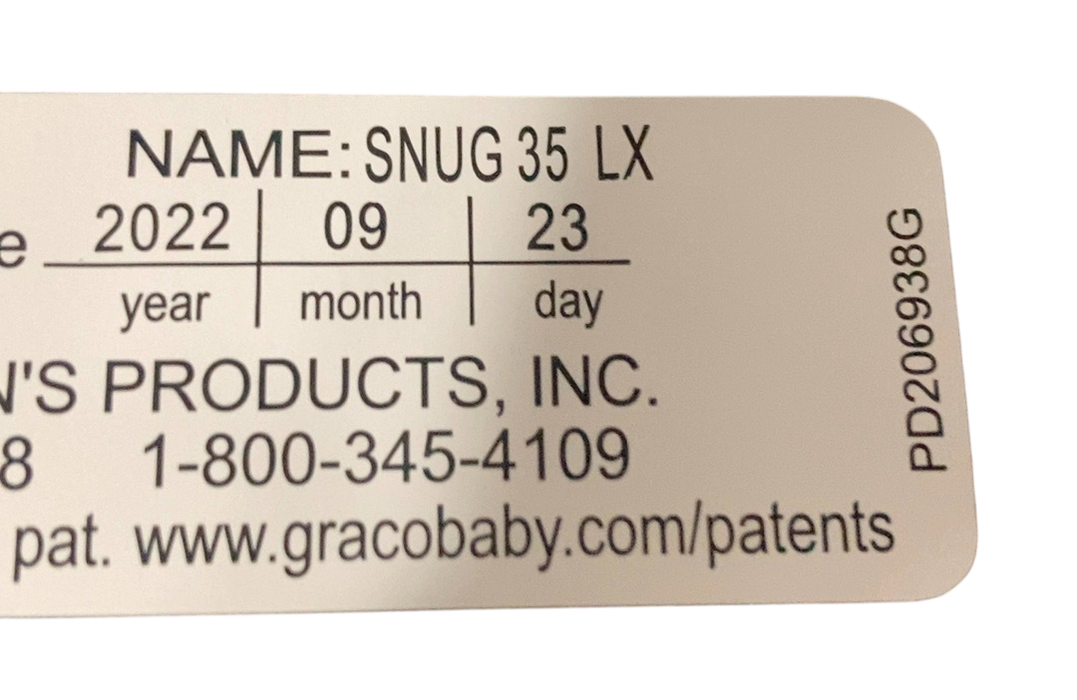 NAME: SNUG 35 LX
2022 09 23
year month day
'S PRODUCTS, INC.
8 1-800-345-4109
pat. www.gracobaby.com/patents
PD206938G